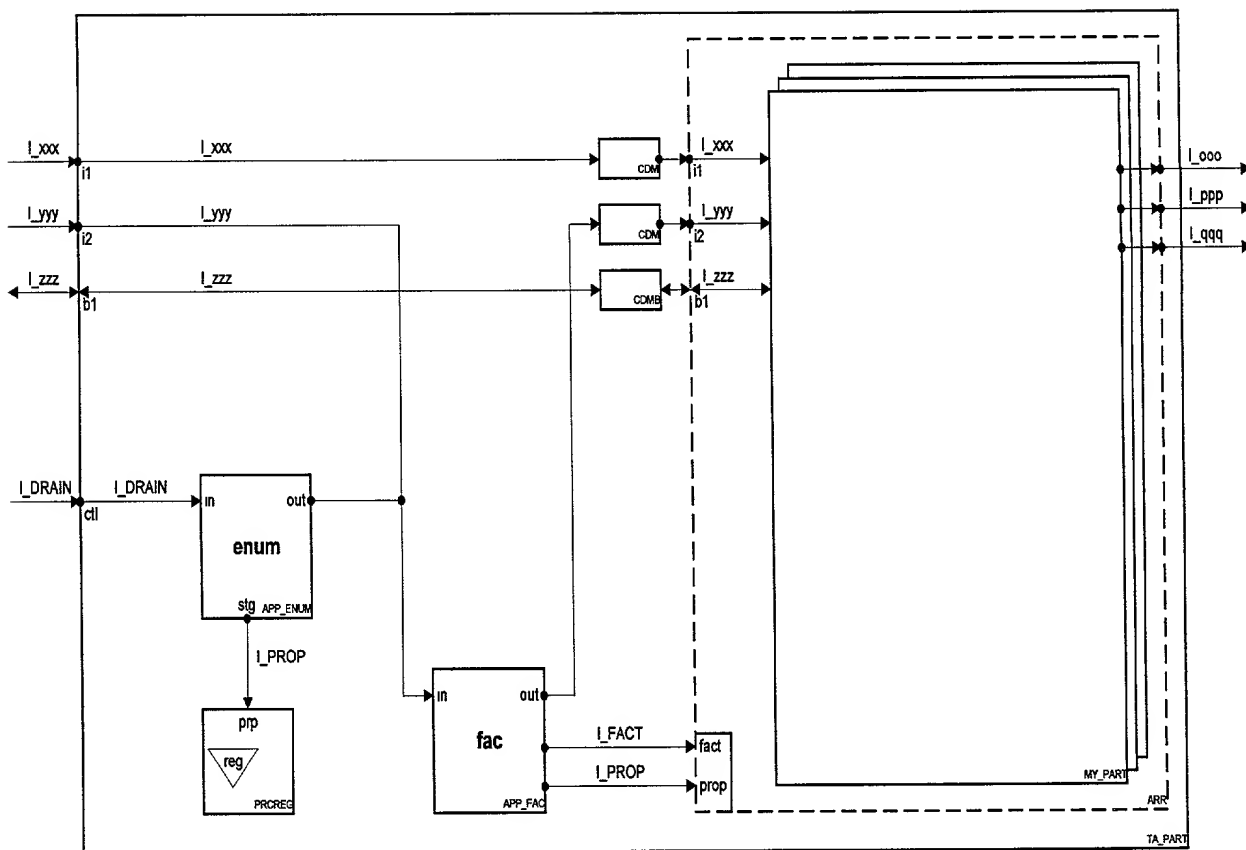 I_xxx
I_xxx
CDM
I_xxx
i1
i1
I_ooo
I_yyy
I_yyy
CDM
I_yyy
i2
i2
I_ppp
I_qqq
I_zzz
I_zzz
CDMB
I_zzz
b1
b1
I_DRAIN
I_DRAIN
ctl
in
out
enum
stg
APP_ENUM
I_PROP
prp
reg
PRCREG
in
out
fac
APP_FAC
I_FACT
I_PROP
fact
prop
MY_PART
ARR
TA_PART